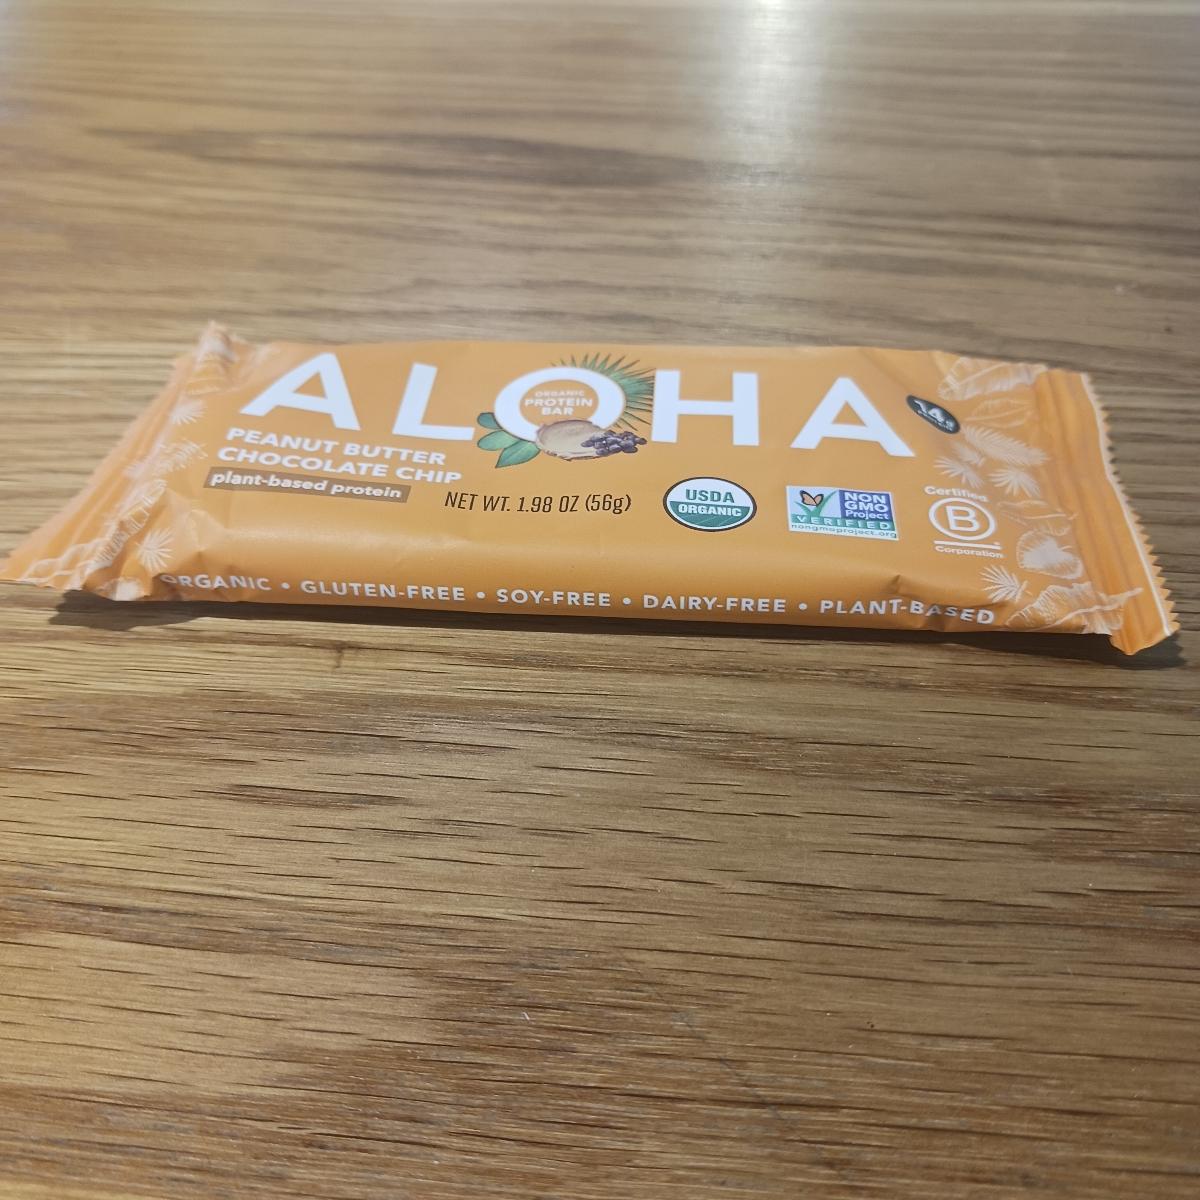 ALOHA
ORGANIC
PROTEIN
BAR
14g
PEANUT BUTTER
CHOCOLATE CHIP
plant-based protein
NET WT. 1.98 OZ (56g)
USDA
ORGANIC
NON
GMO
Project
VERIFIED
nongmoproject.org
Certified
B
Corporation
ORGANIC • GLUTEN-FREE • SOY-FREE • DAIRY-FREE • PLANT-BASED